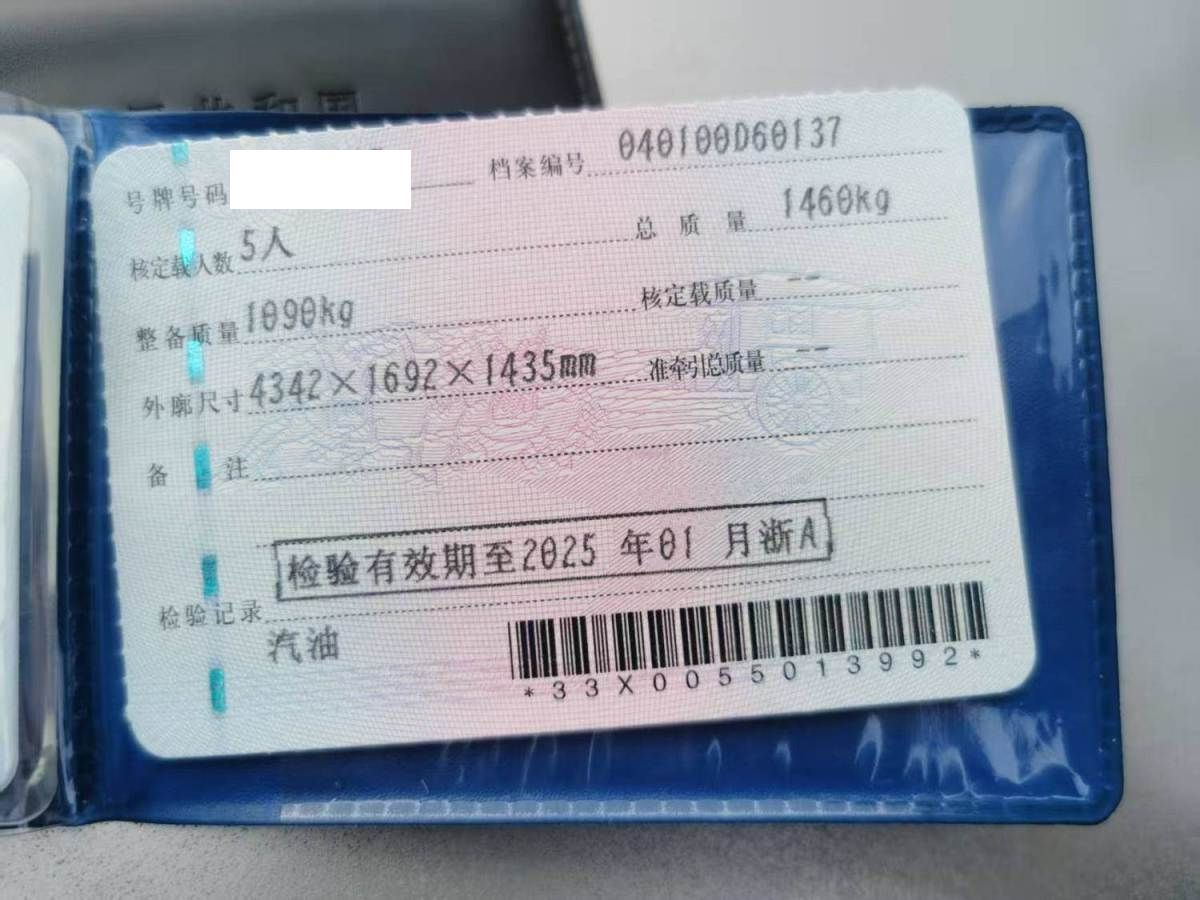 号牌号码 档案编号 040100D60137
核定载人数 5人 总质量 1460kg
整备质量 1090kg 核定载质量 --
外廓尺寸 4342×1692×1435mm 准牵引总质量 --
备注
检验有效期至2025年01月浙A
检验记录
汽油
*33X0055013992*